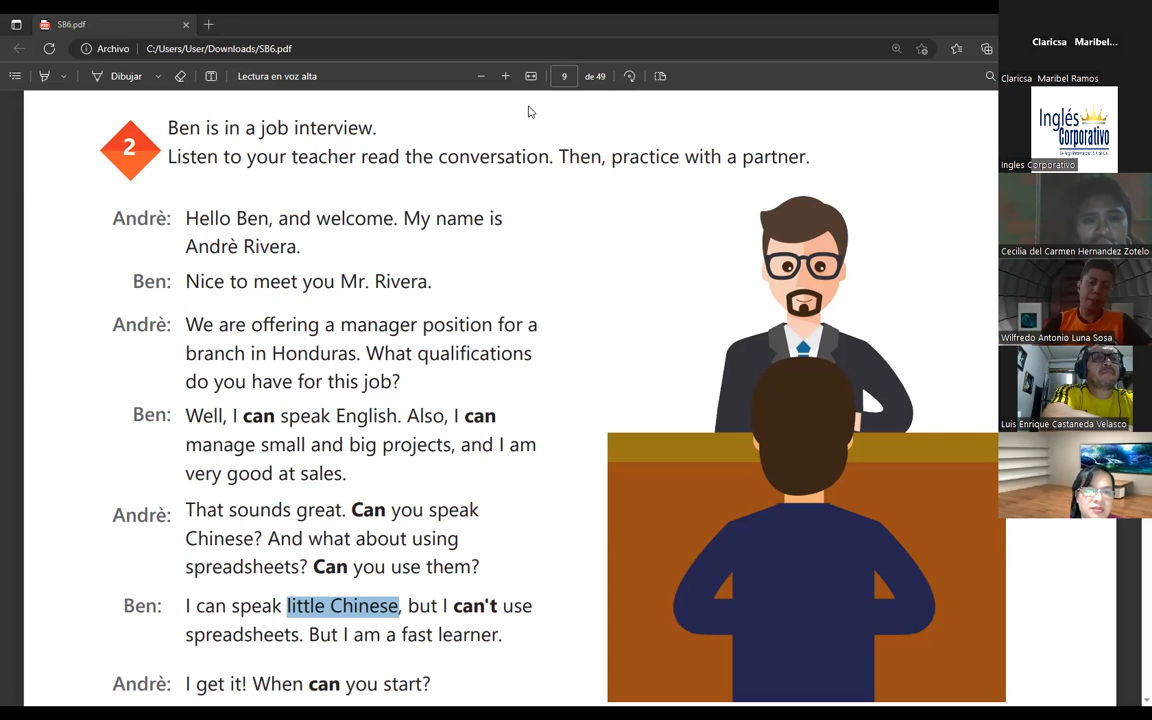 SB6.pdf
Archivo C:/Users/User/Downloads/SB6.pdf
Dibujar Lectura en voz alta 9 de 49
2
Ben is in a job interview.
Listen to your teacher read the conversation. Then, practice with a partner.
Andrè: Hello Ben, and welcome. My name is
Andrè Rivera.
Ben: Nice to meet you Mr. Rivera.
Andrè: We are offering a manager position for a
branch in Honduras. What qualifications
do you have for this job?
Ben: Well, I can speak English. Also, I can
manage small and big projects, and I am
very good at sales.
Andrè: That sounds great. Can you speak
Chinese? And what about using
spreadsheets? Can you use them?
Ben: I can speak little Chinese, but I can't use
spreadsheets. But I am a fast learner.
Andrè: I get it! When can you start?
Claricsa Maribel...
Claricsa Maribel Ramos
Inglés
Corporativo
Ingles Corporativo
Cecilia del Carmen Hernandez Zotelo
Wilfredo Antonio Luna Sosa
Luis Enrique Castaneda Velasco